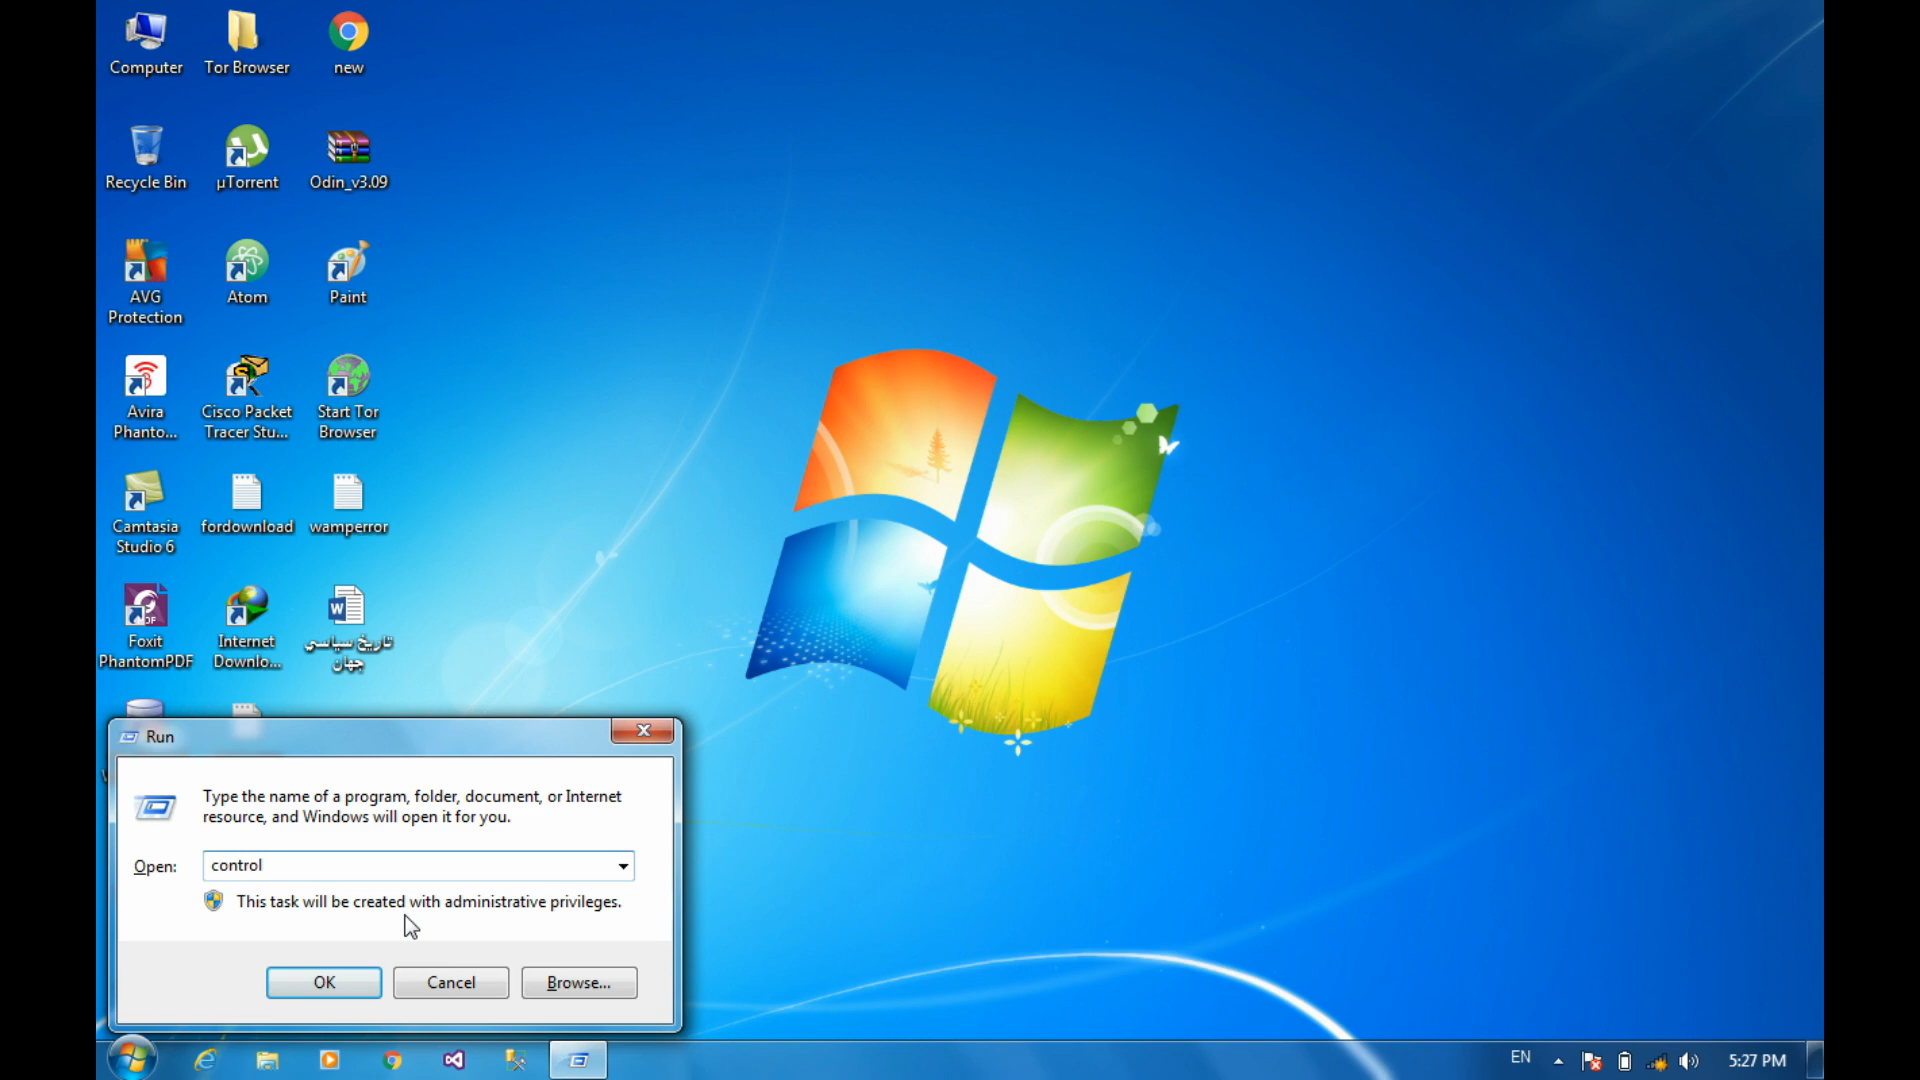 Computer
Tor Browser
new
Recycle Bin
µTorrent
Odin_v3.09
AVG
Protection
Atom
Paint
Avira
Phanto...
Cisco Packet
Tracer Stu...
Start Tor
Browser
Camtasia
Studio 6
fordownload
wamperror
Foxit
PhantomPDF
Internet
Downlo...
تاريخ سياسي
جهان
Run
Type the name of a program, folder, document, or Internet
resource, and Windows will open it for you.
Open:
control
This task will be created with administrative privileges.
OK
Cancel
Browse...
EN
5:27 PM